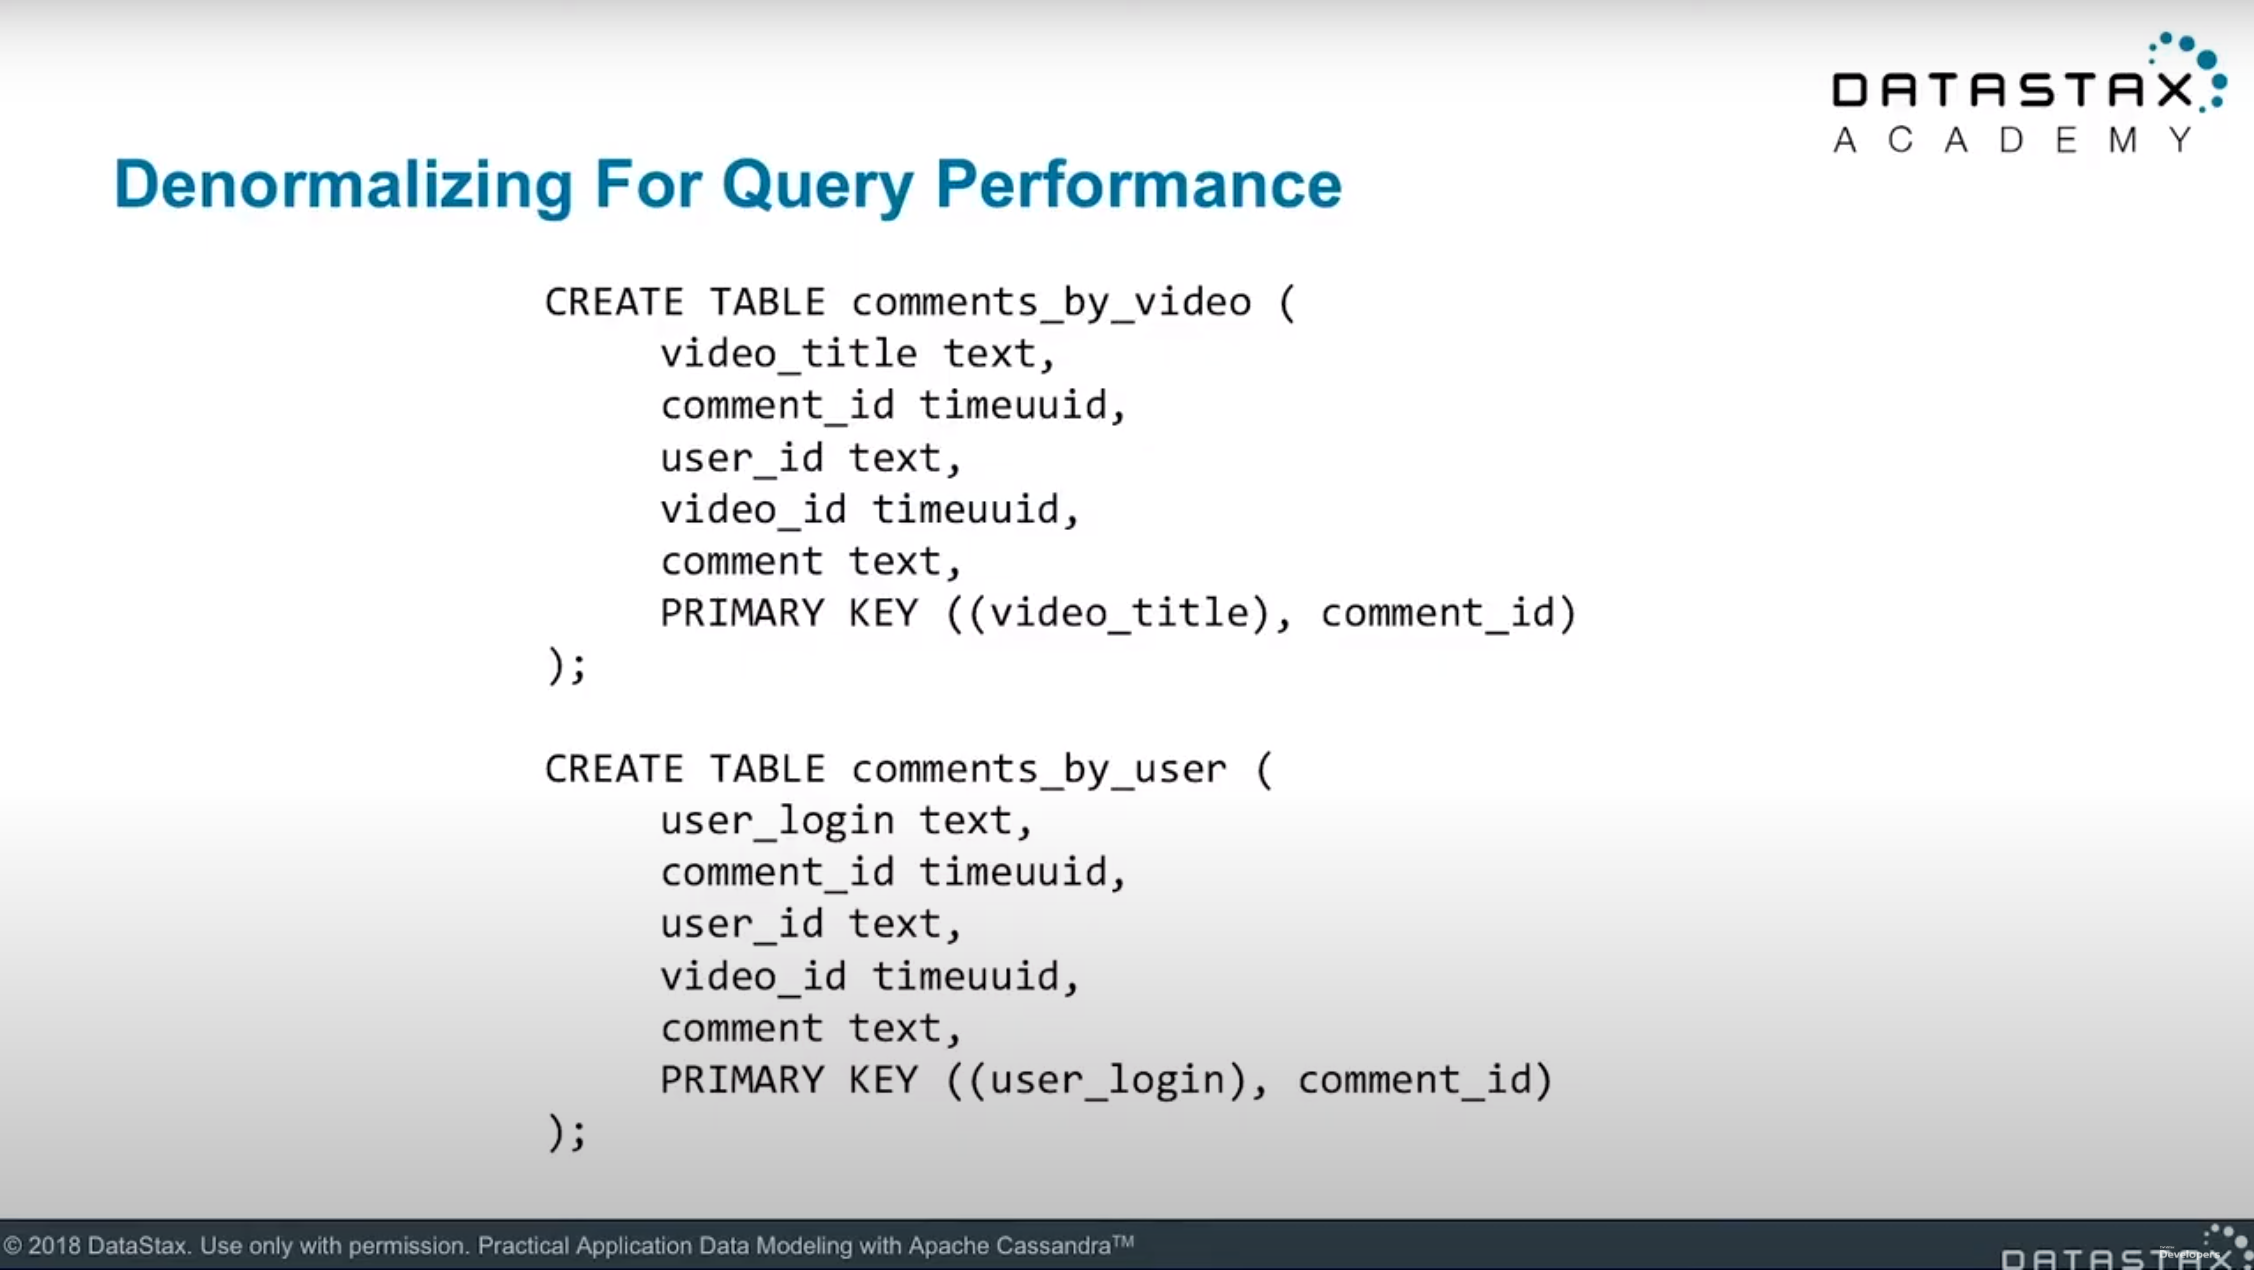 DATASTAX
ACADEMY
Denormalizing For Query Performance
CREATE TABLE comments_by_video (
video_title text,
comment_id timeuuid,
user_id text,
video_id timeuuid,
comment text,
PRIMARY KEY ((video_title), comment_id)
);
CREATE TABLE comments_by_user (
user_login text,
comment_id timeuuid,
user_id text,
video_id timeuuid,
comment text,
PRIMARY KEY ((user_login), comment_id)
);
© 2018 DataStax. Use only with permission. Practical Application Data Modeling with Apache Cassandra™
DATASTAX
Developers